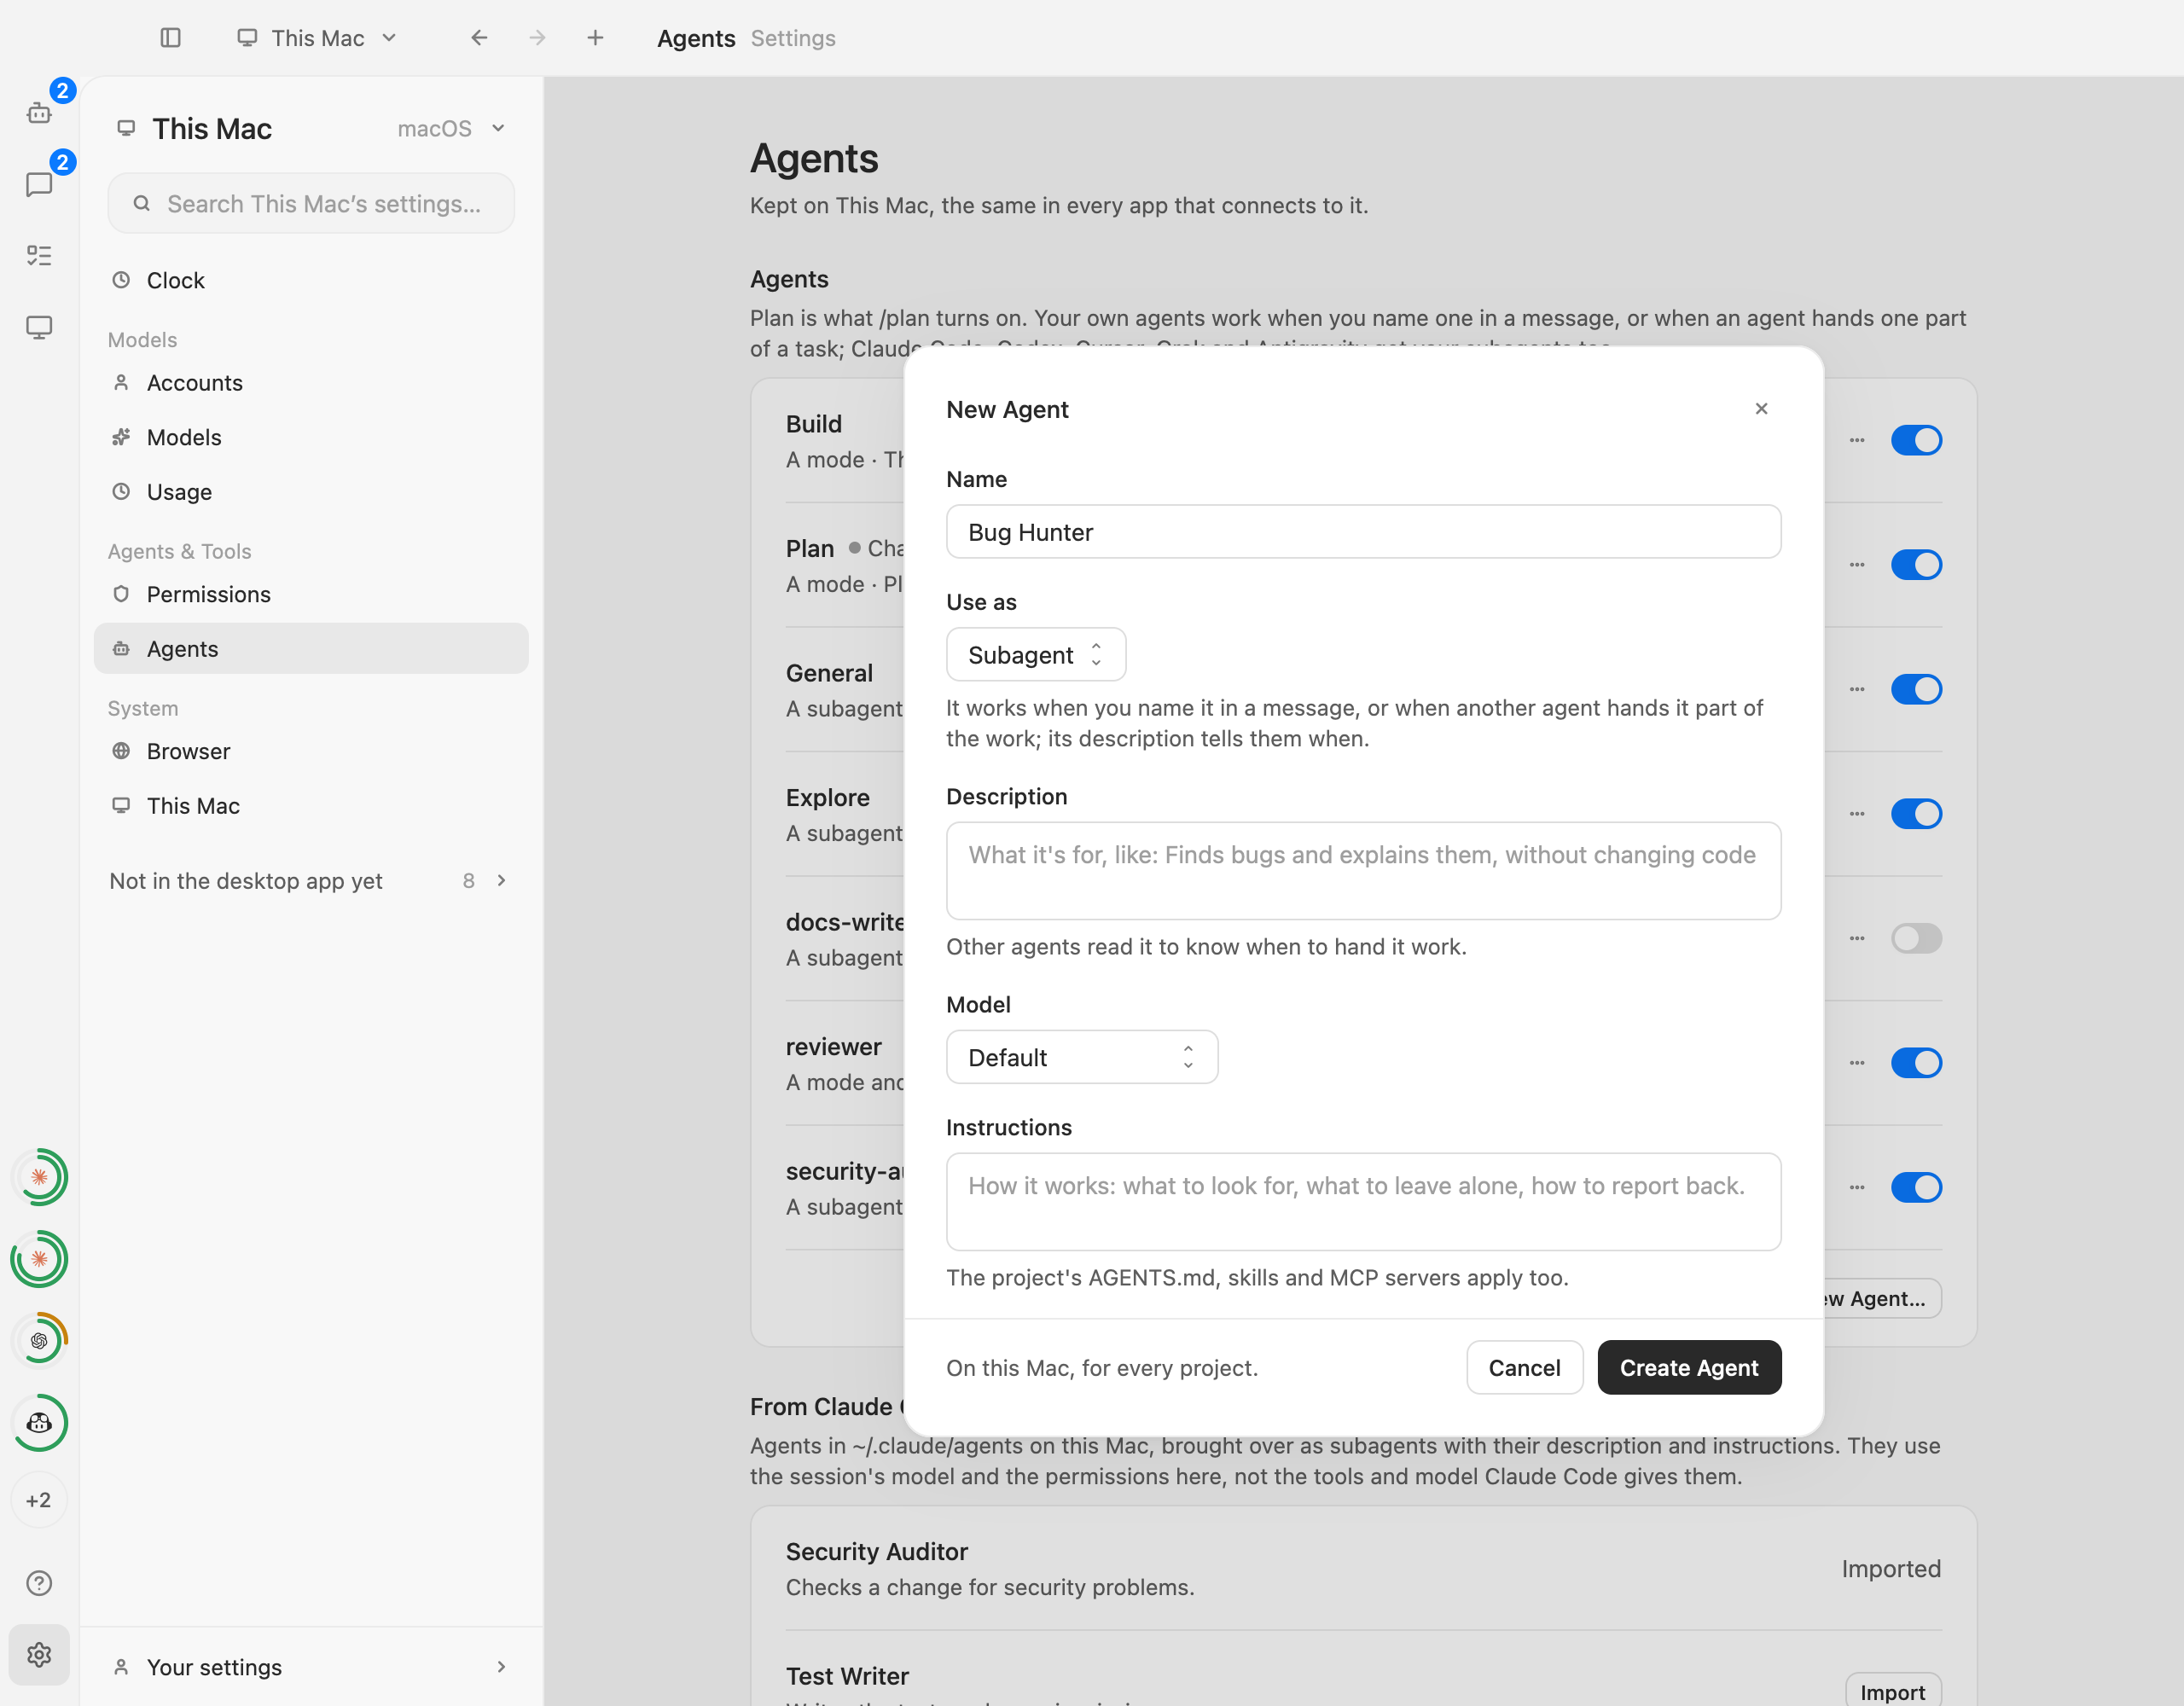 This Mac
Agents Settings
2
2
This Mac macOS
Search This Mac’s settings...
Clock
Models
Accounts
Models
Usage
Agents & Tools
Permissions
Agents
System
Browser
This Mac
Not in the desktop app yet 8
+2
Your settings
Agents
Kept on This Mac, the same in every app that connects to it.
Agents
Plan is what /plan turns on. Your own agents work when you name one in a message, or when an agent hands one part
of a task;
Build
A mode ·
Plan
A mode ·
General
A subagent
Explore
A subagent
A subagent
reviewer
A mode
A subagent
Agent...
New Agent
Name
Bug Hunter
Use as
Subagent
It works when you name it in a message, or when another agent hands it part of
the work; its description tells them when.
Description
What it's for, like: Finds bugs and explains them, without changing code
Other agents read it to know when to hand it work.
Model
Default
Instructions
How it works: what to look for, what to leave alone, how to report back.
The project's AGENTS.md, skills and MCP servers apply too.
On this Mac, for every project.
Cancel
Create Agent
From Claude
Agents in ~/.claude/agents on this Mac, brought over as subagents with their description and instructions. They use
the session's model and the permissions here, not the tools and model Claude Code gives them.
Security Auditor
Checks a change for security problems.
Imported
Test Writer
Import